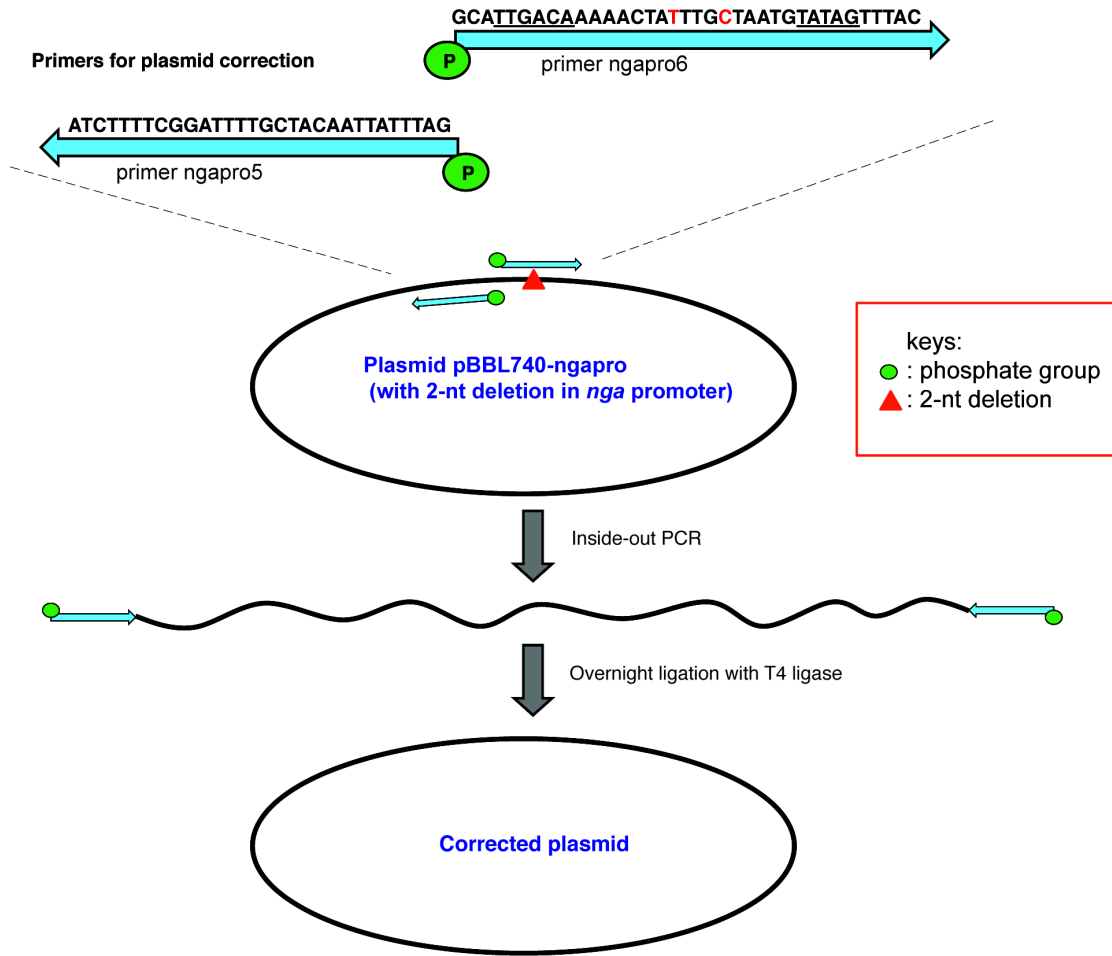 GCATTGACAAAAACTATTTGCTAATGTATAGTTTAC
P
Primers for plasmid correction
primer ngapro6
ATCTTTTCGGATTTTGCTACAATTATTTAG
primer ngapro5
P
Plasmid pBBL740-ngapro
(with 2-nt deletion in nga promoter)
keys:
: phosphate group
: 2-nt deletion
Inside-out PCR
Overnight ligation with T4 ligase
Corrected plasmid